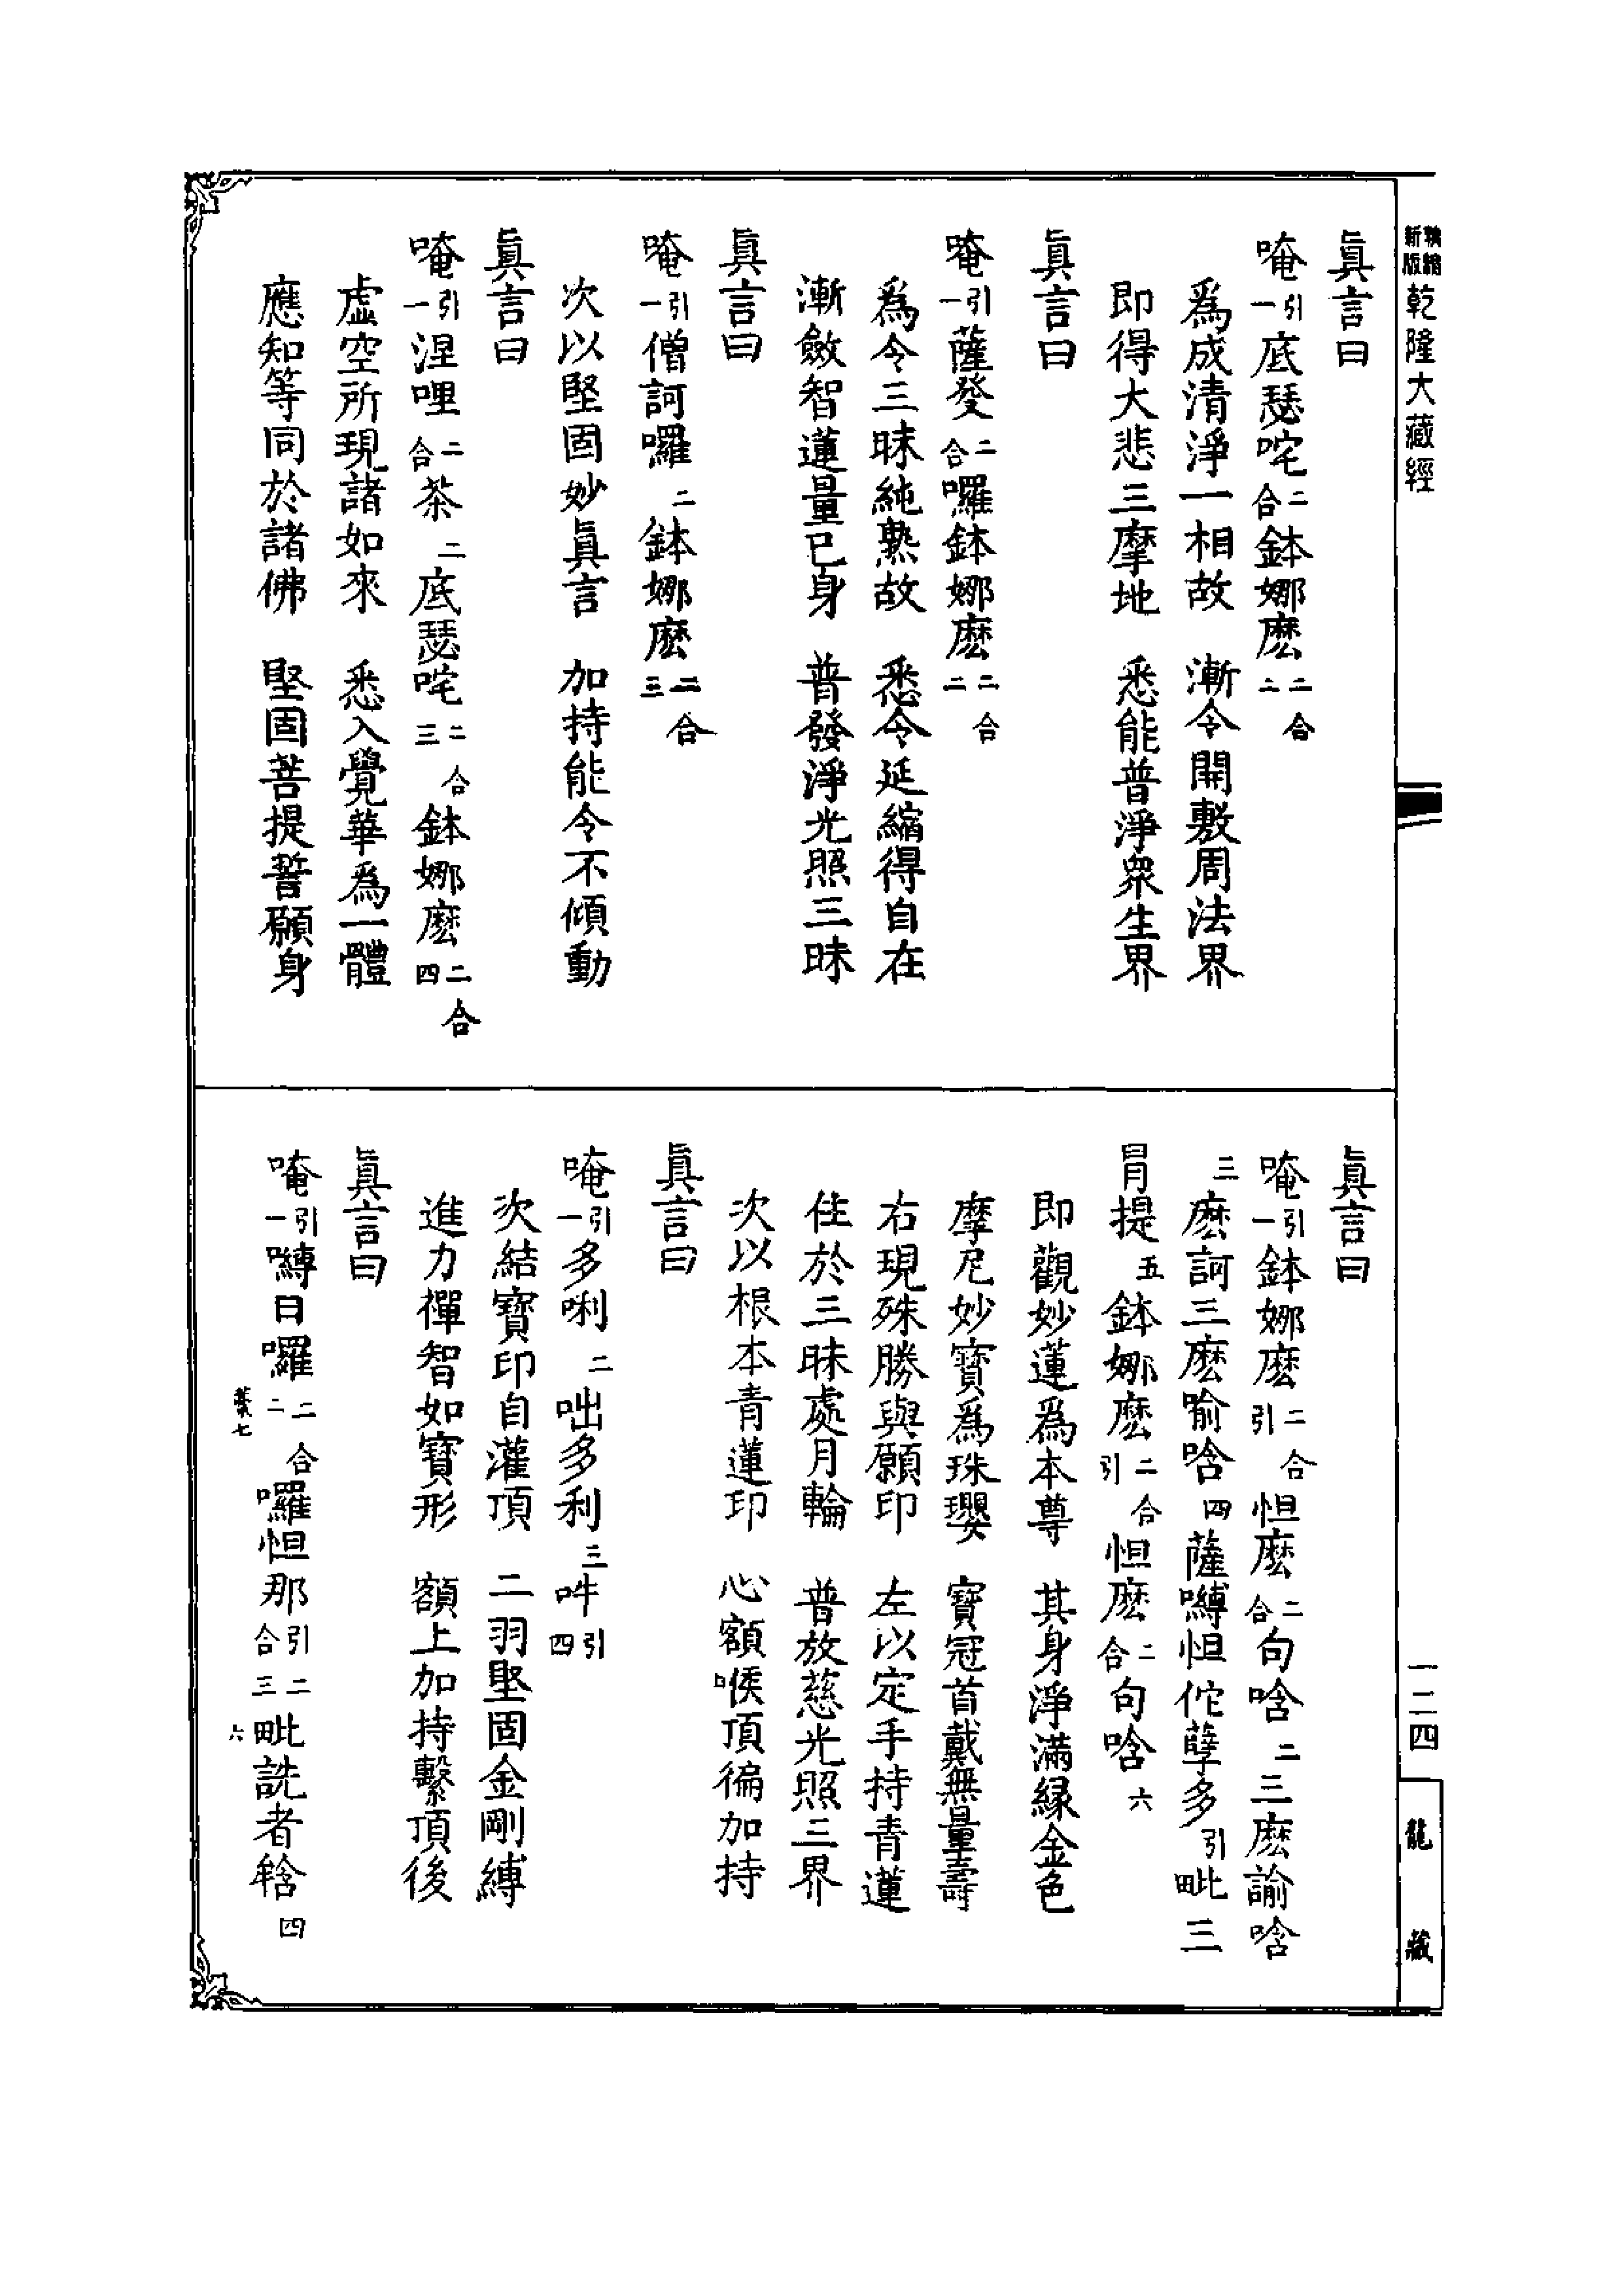 新版精縮乾隆大藏經
眞言曰
唵引一底瑟咤二合鉢娜麽二合二
爲成清淨一相故　漸令開敷周法界
即得大悲三摩地　悉能普淨衆生界
眞言曰
唵引一薩發二合囉鉢娜麽二合二
爲令三昧純熟故　悉令延縮得自在
漸斂智蓮量已身　普發淨光照三昧
眞言曰
唵引一僧訶囉二鉢娜麽二合三
次以堅固妙眞言　加持能令不傾動
眞言曰
唵引一涅哩二合茶二底瑟咤二合三鉢娜麽二合四
虛空所現諸如來　悉入覺華爲一體
應知等同於諸佛　堅固菩提誓願身
眞言曰
唵引一鉢娜麽二合引怛麽二合句唅二三麽諭唅
三麽訶三麽喻唅四薩嚩怛佗孽多引毗三
冐提五鉢娜麽二合引怛麽二合句唅六
即觀妙蓮爲本尊　其身淨滿緑金色
摩尼妙寶爲珠瓔　寶冠首戴無量壽
右現殊勝與願印　左以定手持青蓮
住於三昧處月輪　普放慈光照三界
次以根本青蓮印　心額喉頂徧加持
眞言曰
唵引一多唎二咄多利三吽引四
次結寶印自灌頂　二羽堅固金剛縛
進力禪智如寶形　額上加持繫頂後
眞言曰
唵引一嚩日囉二合二囉怛那引二合三毗詵者鋡四
七
六
一二四
龍藏